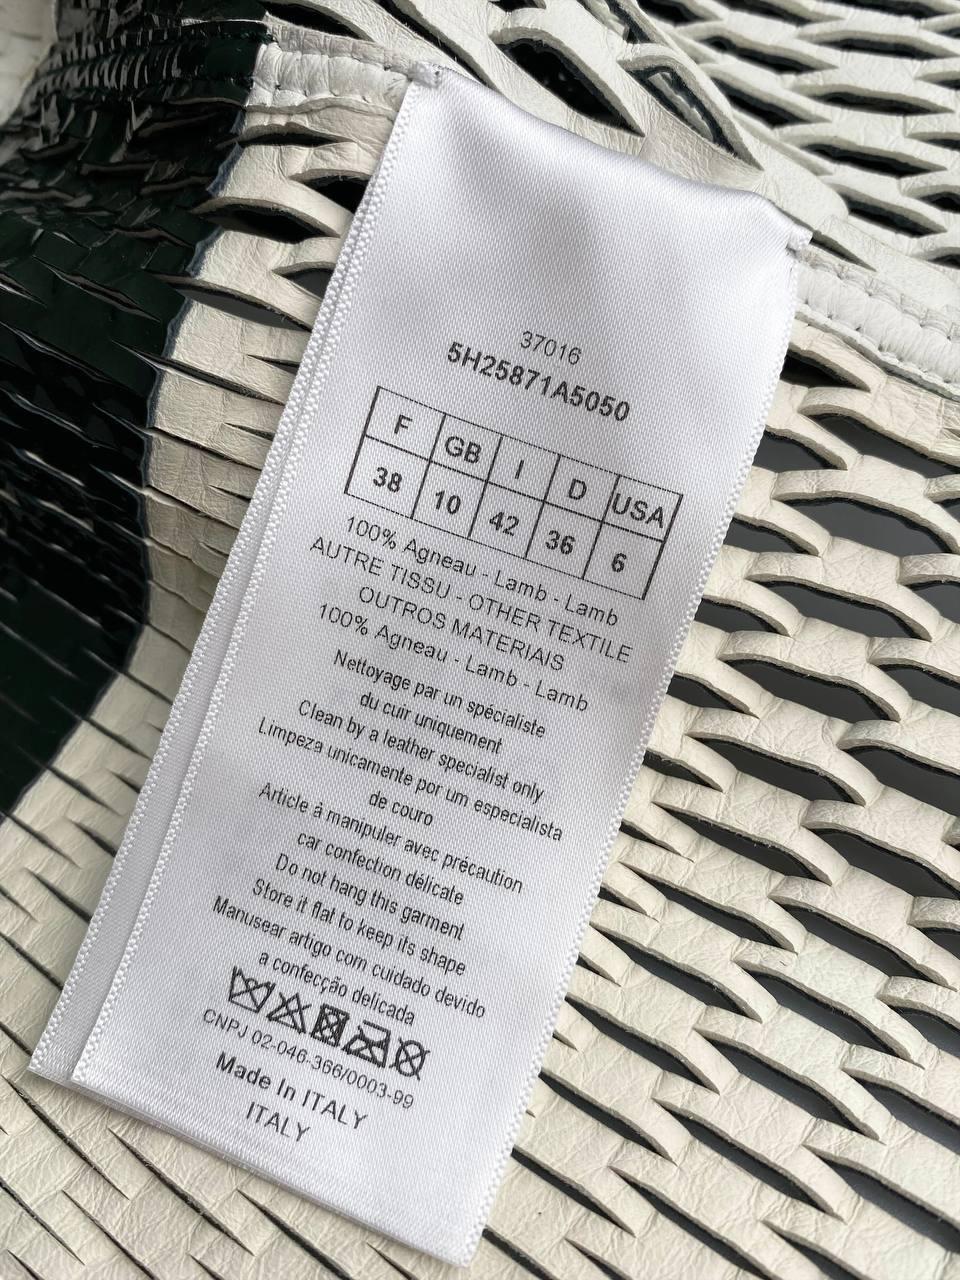 37016
5H25871A5050
F GB I D USA
38 10 42 36 6
100% Agneau - Lamb - Lamb
AUTRE TISSU - OTHER TEXTILE
OUTROS MATERIAIS
100% Agneau - Lamb - Lamb
Nettoyage par un spécialiste
du cuir uniquement
Clean by a leather specialist only
Limpeza unicamente por um especialista
de couro
Article à manipuler avec précaution
car confection délicate
Do not hang this garment
Store it flat to keep its shape
Manusear artigo com cuidado devido
a confecção delicada
CNPJ 02-046-366/0003-99
Made In ITALY
ITALY